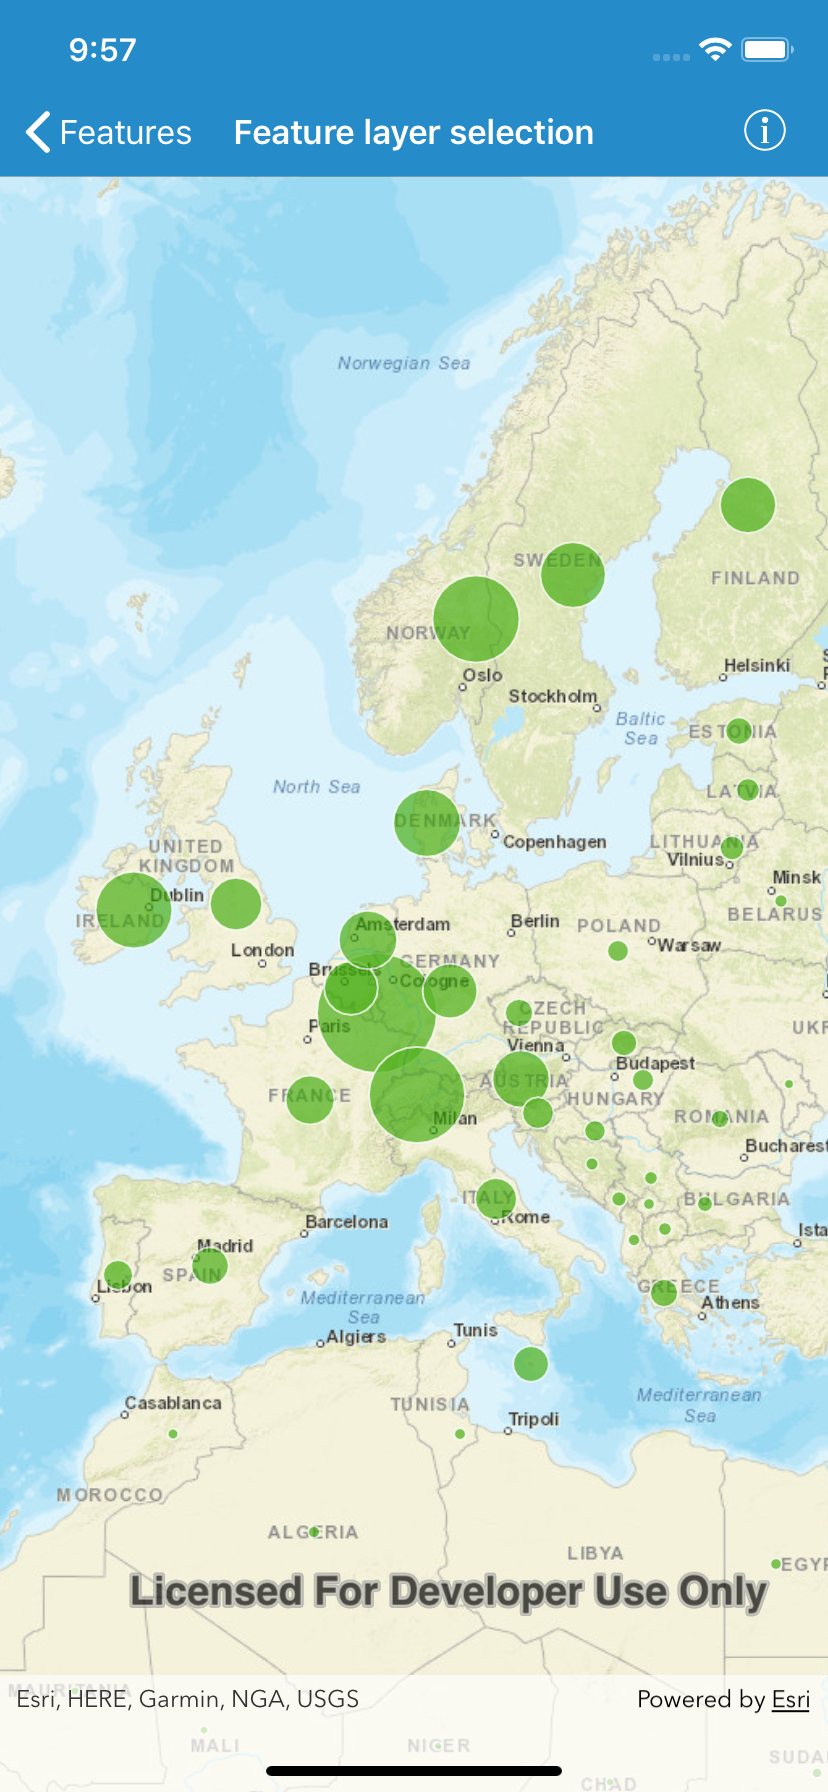 9:57
Features
Feature layer selection
Norwegian Sea
SWEDEN
FINLAND
NORWAY
Oslo
Helsinki
Stockholm
Baltic
Sea
ESTONIA
North Sea
LATVIA
DENMARK
Copenhagen
LITHUANIA
Vilnius
UNITED
KINGDOM
Minsk
Dublin
BELARUS
IRELAND
Amsterdam
Berlin
POLAND
Warsaw
London
GERMANY
Brussels
Cologne
CZECH
REPUBLIC
UKR
Paris
Vienna
Budapest
AUSTRIA
FRANCE
HUNGARY
Milan
ROMANIA
Bucharest
ITALY
BULGARIA
Rome
Barcelona
Ista
Madrid
SPAIN
Lisbon
GREECE
Mediterranean
Sea
Athens
Algiers
Tunis
Casablanca
TUNISIA
Mediterranean
Sea
Tripoli
MOROCCO
ALGERIA
LIBYA
EGYP
Licensed For Developer Use Only
MAURITANIA
Esri, HERE, Garmin, NGA, USGS
Powered by Esri
MALI
NIGER
SUDA
CHAD